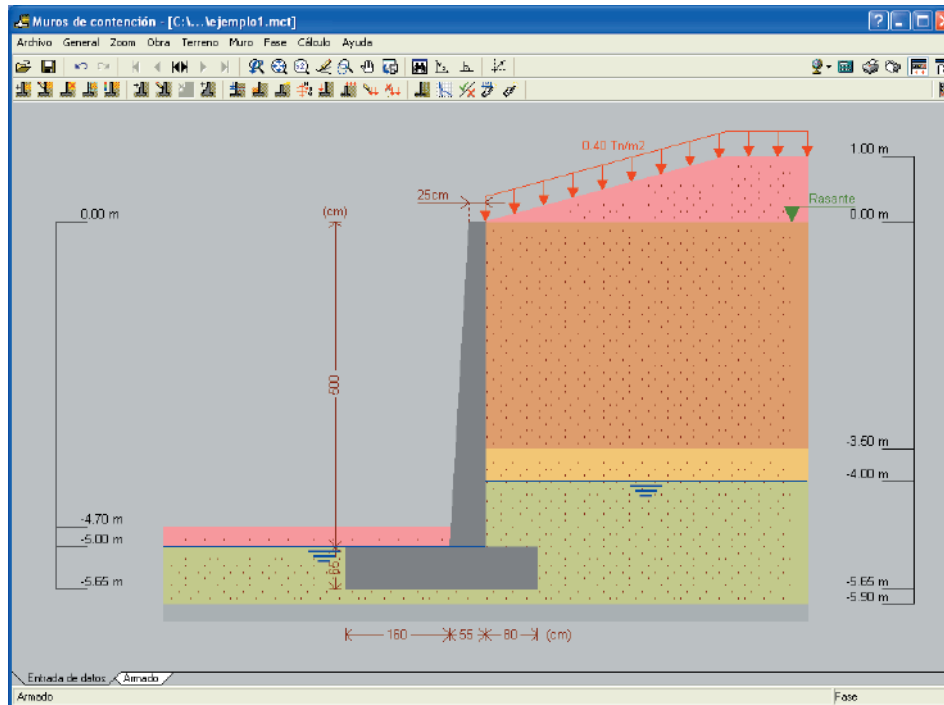 Muros de contención - [C:\...\ejemplo1.mct]
Archivo General Zoom Obra Terreno Muro Fase Cálculo Ayuda
0.40 Tn/m2
1.00 m
25cm
Rasante
0.00 m
(cm)
0.00 m
500
-3.50 m
-4.00 m
-4.70 m
-5.00 m
65
-5.65 m
-5.65 m
-5.90 m
160
55
80
(cm)
Entrada de datos
Armado
Armado
Fase